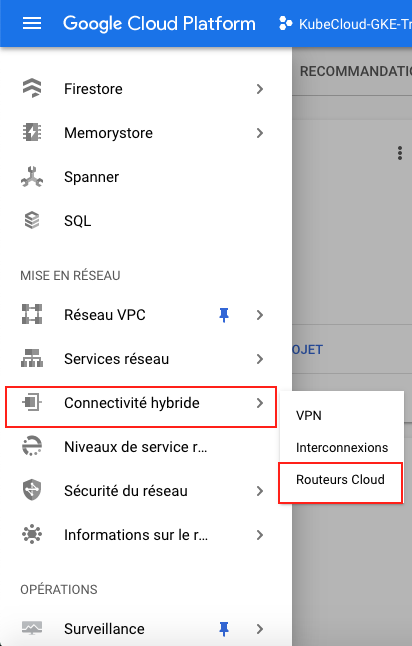 Google Cloud Platform
KubeCloud-GKE-Tr
RECOMMANDATI
Firestore
Memorystore
Spanner
SQL
MISE EN RÉSEAU
Réseau VPC
OJET
Services réseau
Connectivité hybride
VPN
Interconnexions
Routeurs Cloud
Niveaux de service r...
Sécurité du réseau
Informations sur le r...
OPÉRATIONS
Surveillance